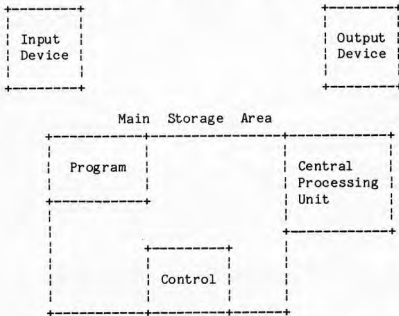 Input
Device
Output
Device
Main Storage Area
Program
Central
Processing
Unit
Control